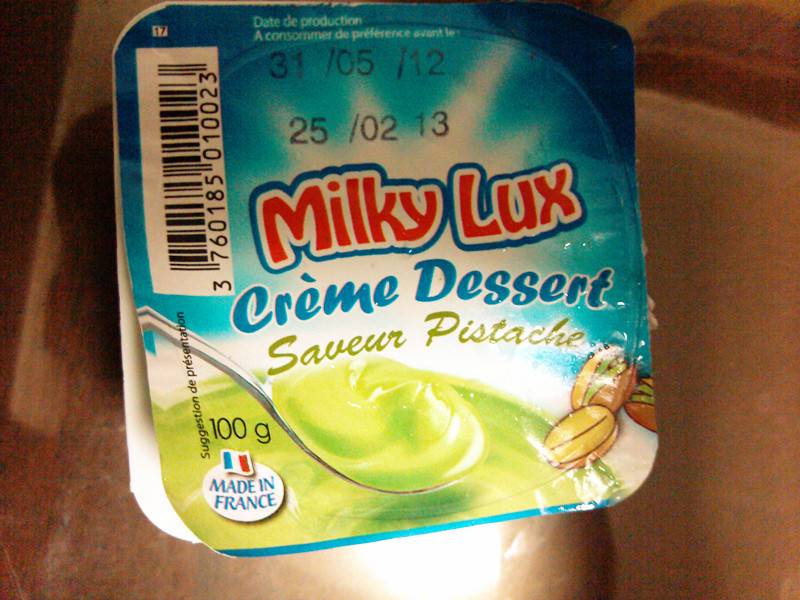 17
Date de production
A consommer de préférence avant le :
31 /05 /12
25 /02 13
3 760185 010023
Milky Lux
Crème Dessert
Saveur Pistache
Suggestion de présentation
100 g
MADE IN
FRANCE